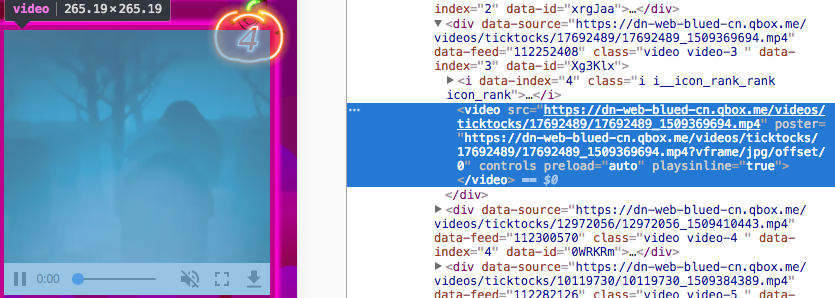 video 265.19×265.19
4
0:00
index="2" data-id="xrgJaa">…</div>
▼<div data-source="https://dn-web-blued-cn.qbox.me/
videos/ticktocks/17692489/17692489_1509369694.mp4"
data-feed="112252408" class="video video-3 " data-
index="3" data-id="Xg3Klx">
▶<i data-index="4" class="i i__icon_rank_rank
icon_rank">…</i>
… <video src="https://dn-web-blued-cn.qbox.me/videos/
ticktocks/17692489/17692489_1509369694.mp4" poster=
"https://dn-web-blued-cn.qbox.me/videos/ticktocks/
17692489/17692489_1509369694.mp4?vframe/jpg/offset/
0" controls preload="auto" playsinline="true">
</video> == $0
</div>
▶<div data-source="https://dn-web-blued-cn.qbox.me/
videos/ticktocks/12972056/12972056_1509410443.mp4"
data-feed="112300570" class="video video-4 " data-
index="4" data-id="0WRKRm">…</div>
▶<div data-source="https://dn-web-blued-cn.qbox.me/
videos/ticktocks/10119730/10119730_1509384389.mp4"
data-feed="112282126" class="video video-5 " data-